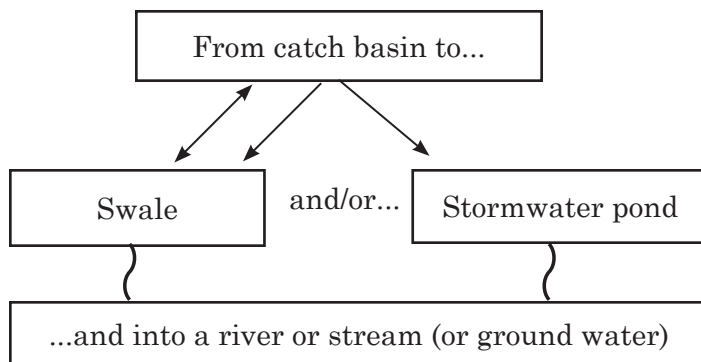 From catch basin to...
Swale
and/or...
Stormwater pond
...and into a river or stream (or ground water)